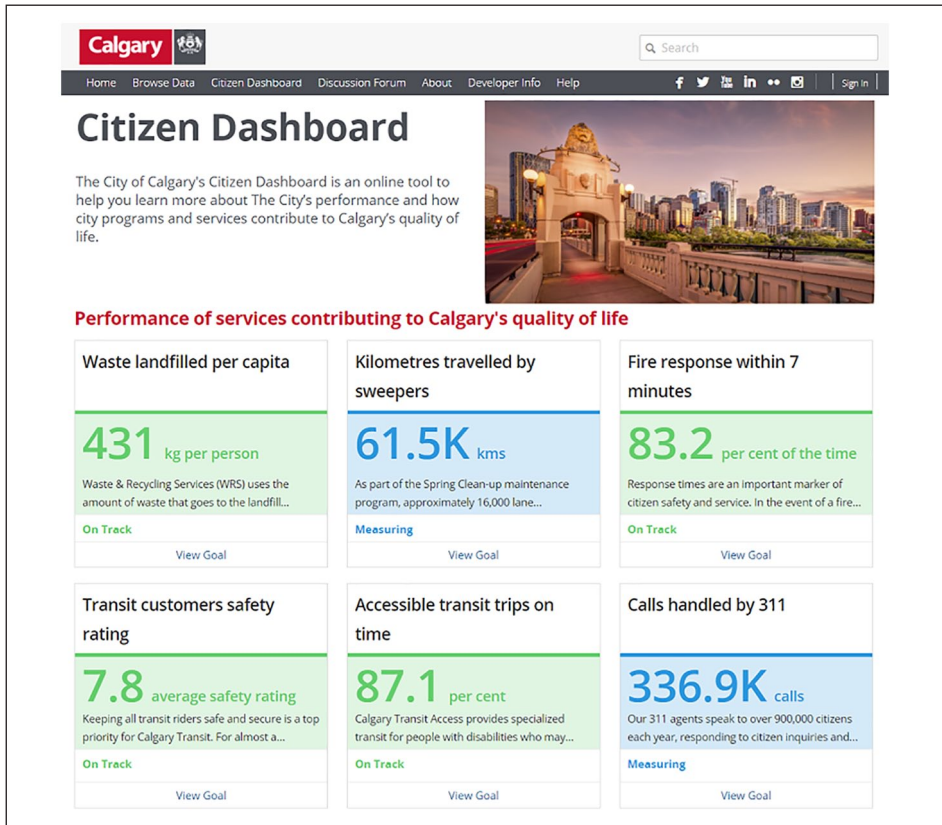 Calgary
Search
Home Browse Data Citizen Dashboard Discussion Forum About Developer Info Help
You Tube
Sign In
Citizen Dashboard
The City of Calgary's Citizen Dashboard is an online tool to
help you learn more about The City's performance and how
city programs and services contribute to Calgary's quality of
life.
Performance of services contributing to Calgary's quality of life
Waste landfilled per capita
431 kg per person
Waste & Recycling Services (WRS) uses the
amount of waste that goes to the landfill...
On Track
View Goal
Kilometres travelled by
sweepers
61.5K kms
As part of the Spring Clean-up maintenance
program, approximately 16,000 lane...
Measuring
View Goal
Fire response within 7
minutes
83.2 per cent of the time
Response times are an important marker of
citizen safety and service. In the event of a fire...
On Track
View Goal
Transit customers safety
rating
7.8 average safety rating
Keeping all transit riders safe and secure is a top
priority for Calgary Transit. For almost a...
On Track
View Goal
Accessible transit trips on
time
87.1 per cent
Calgary Transit Access provides specialized
transit for people with disabilities who may...
On Track
View Goal
Calls handled by 311
336.9K calls
Our 311 agents speak to over 900,000 citizens
each year, responding to citizen inquiries and...
Measuring
View Goal